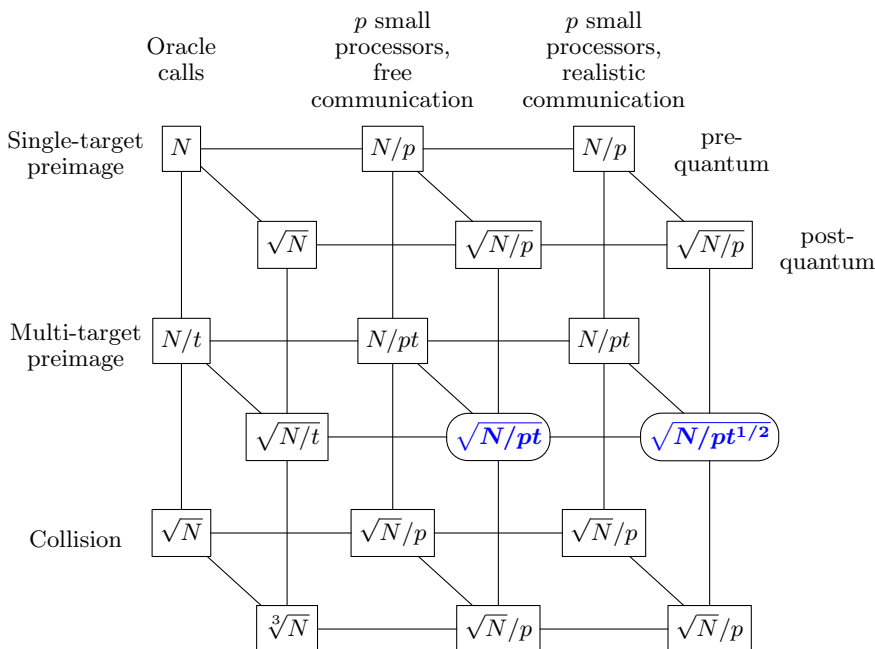 Oracle
calls
p small
processors,
free
communication
p small
processors,
realistic
communication
Single-target
preimage
N
N/p
N/p
pre-
quantum
√N
√N/p
√N/p
post-
quantum
Multi-target
preimage
N/t
N/pt
N/pt
√N/t
√N/pt
√N/pt^{1/2}
Collision
√N
√N/p
√N/p
∛N
√N/p
√N/p